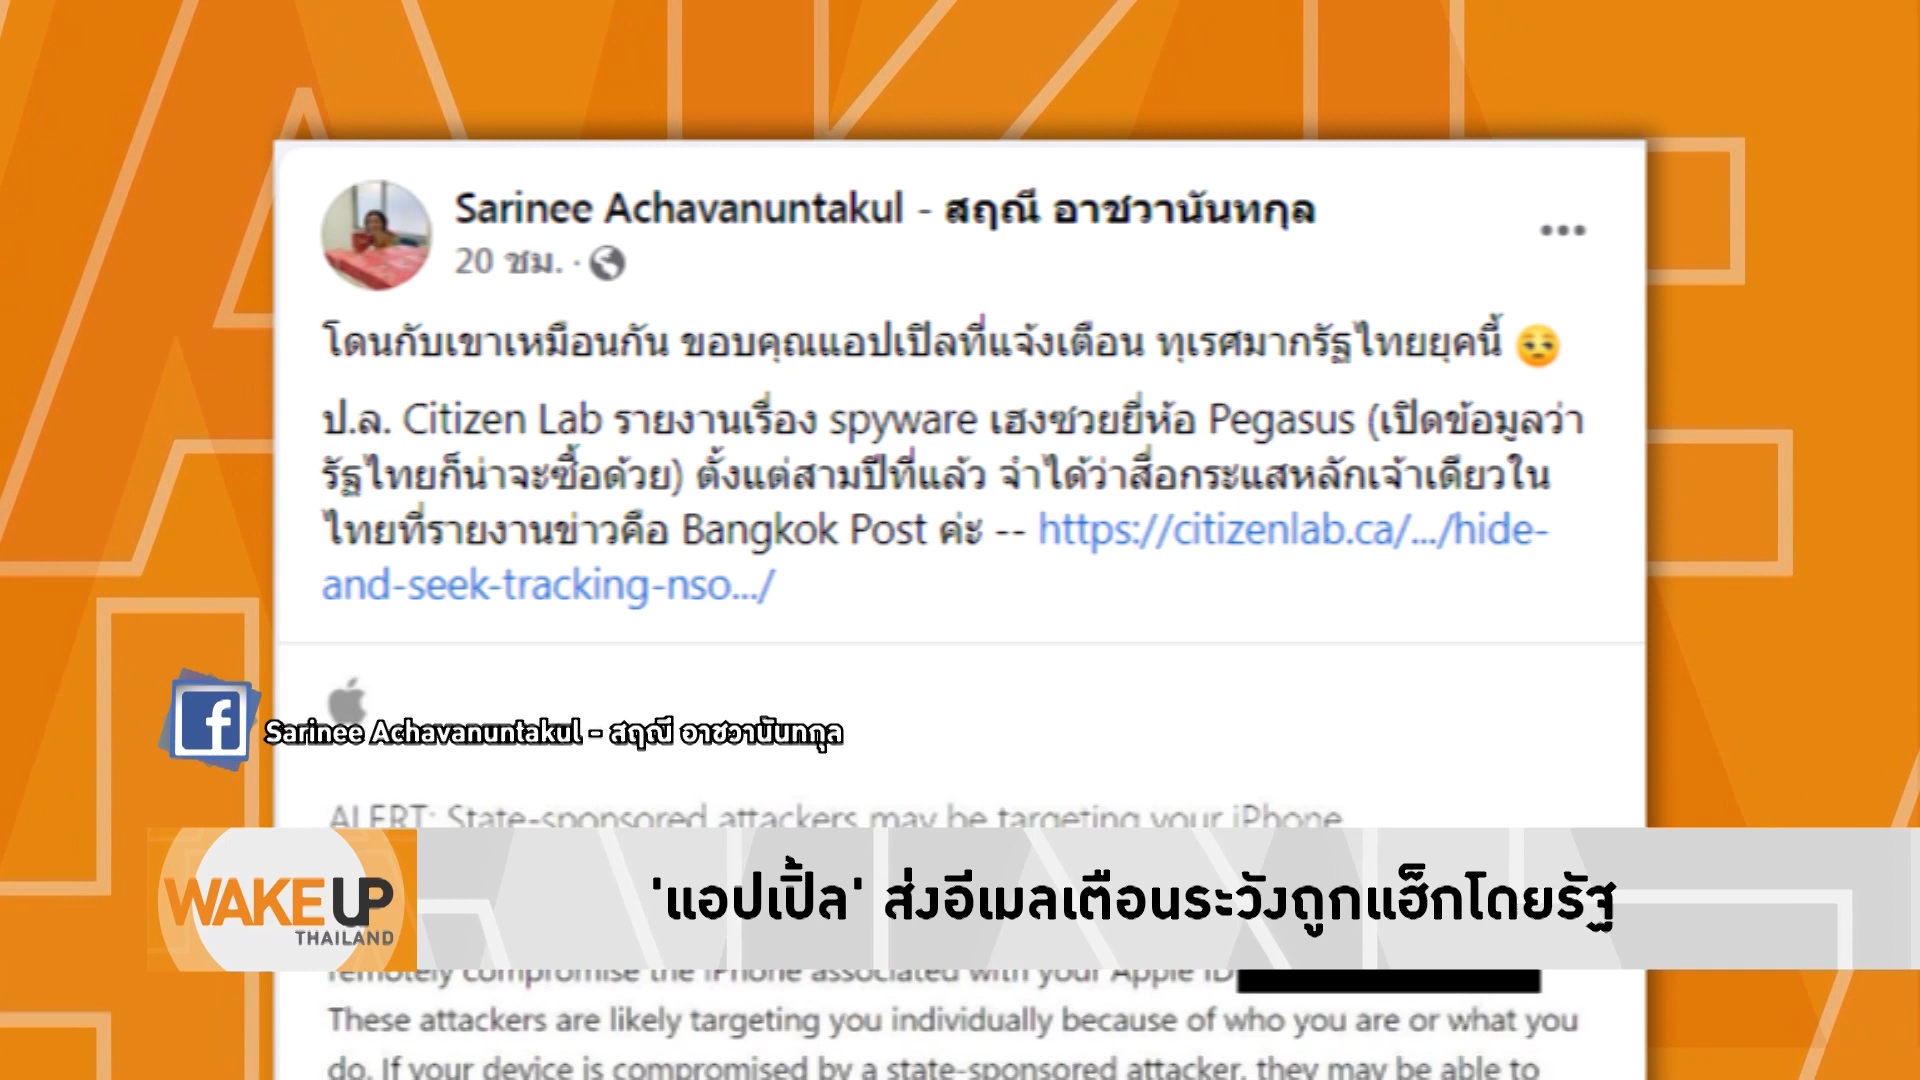 Sarinee Achavanuntakul - สฤณี อาชวานันทกุล
20 ชม. ·
โดนกับเขาเหมือนกัน ขอบคุณแอปเปิลที่แจ้งเตือน ทุเรศมากรัฐไทยยุคนี้ 😒
ป.ล. Citizen Lab รายงานเรื่อง spyware เฮงซวยยี่ห้อ Pegasus (เปิดข้อมูลว่า
รัฐไทยก็น่าจะซื้อด้วย) ตั้งแต่สามปีที่แล้ว จำได้ว่าสื่อกระแสหลักเจ้าเดียวใน
ไทยที่รายงานข่าวคือ Bangkok Post ค่ะ -- https://citizenlab.ca/.../hide-
and-seek-tracking-nso.../
f Sarinee Achavanuntakul - สฤณี อาชวานันทกุล
ALERT: State-sponsored attackers may be targeting your iPhone
WAKE UP
THAILAND
'แอปเปิ้ล' ส่งอีเมลเตือนระวังถูกแฮ็กโดยรัฐ
remotely compromise the iPhone associated with your Apple ID
These attackers are likely targeting you individually because of who you are or what you
do. If your device is compromised by a state-sponsored attacker, they may be able to